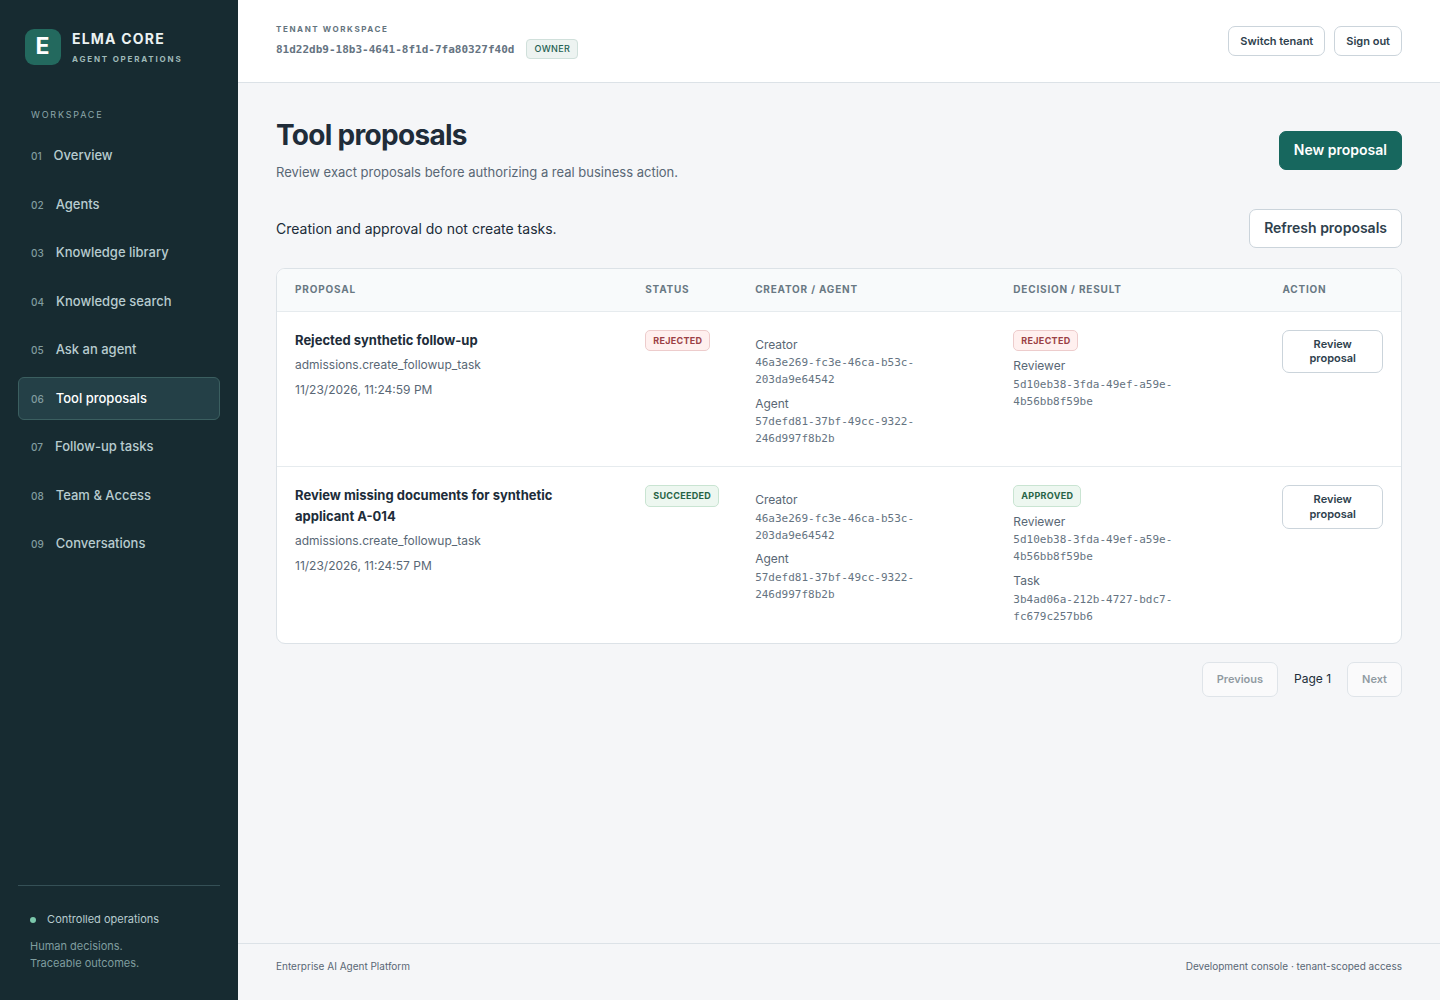 E
ELMA CORE
AGENT OPERATIONS
WORKSPACE
01 Overview
02 Agents
03 Knowledge library
04 Knowledge search
05 Ask an agent
06 Tool proposals
07 Follow-up tasks
08 Team & Access
09 Conversations
Controlled operations
Human decisions.
Traceable outcomes.
TENANT WORKSPACE
81d22db9-18b3-4641-8f1d-7fa80327f40d OWNER
Switch tenant
Sign out
Tool proposals
Review exact proposals before authorizing a real business action.
New proposal
Creation and approval do not create tasks.
Refresh proposals
PROPOSAL STATUS CREATOR / AGENT DECISION / RESULT ACTION
Rejected synthetic follow-up
admissions.create_followup_task
11/23/2026, 11:24:59 PM
REJECTED
Creator
46a3e269-fc3e-46ca-b53c-
203da9e64542
Agent
57defd81-37bf-49cc-9322-
246d997f8b2b
REJECTED
Reviewer
5d10eb38-3fda-49ef-a59e-
4b56bb8f59be
Review
proposal
Review missing documents for synthetic
applicant A-014
admissions.create_followup_task
11/23/2026, 11:24:57 PM
SUCCEEDED
Creator
46a3e269-fc3e-46ca-b53c-
203da9e64542
Agent
57defd81-37bf-49cc-9322-
246d997f8b2b
APPROVED
Reviewer
5d10eb38-3fda-49ef-a59e-
4b56bb8f59be
Task
3b4ad06a-212b-4727-bdc7-
fc679c257bb6
Review
proposal
Previous
Page 1
Next
Enterprise AI Agent Platform
Development console · tenant-scoped access